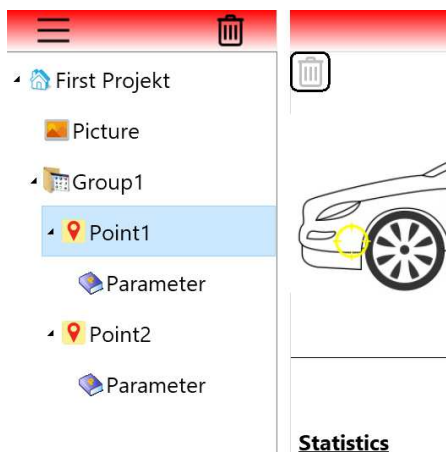 First Projekt
Picture
Group1
Point1
Parameter
Point2
Parameter
Statistics